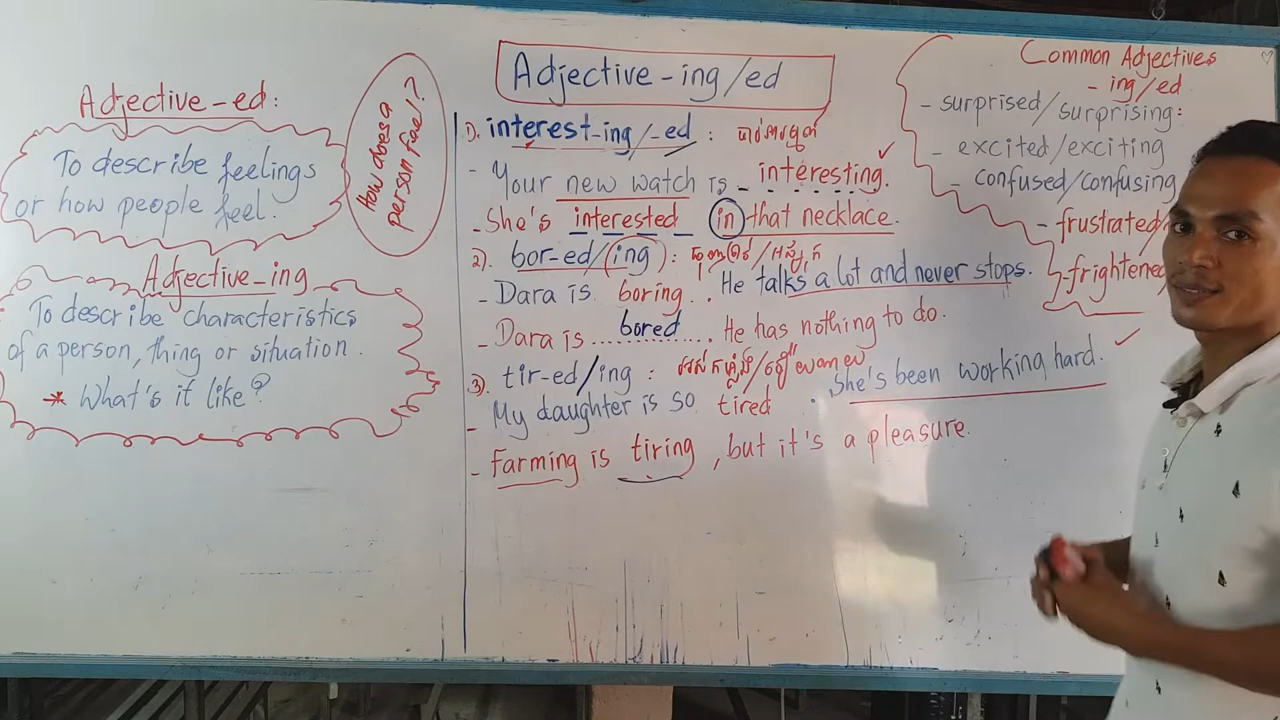 Adjective-ed:
To describe feelings
or how people feel.
How does a
person feel?
Adjective-ing
To describe characteristics
of a person, thing or situation.
* What's it like?
Adjective-ing/ed
1). interest-ing/-ed :
- Your new watch is interesting.
- She's interested in that necklace.
2). bor-ed/(ing) :
- Dara is boring. He talks a lot and never stops.
- Dara is bored. He has nothing to do.
3. tir-ed/ing :
- My daughter is so tired. She's been working hard.
- Farming is tiring, but it's a pleasure.
Common Adjectives
- ing/ed
- surprised/surprising:
- excited/exciting
- confused/confusing
- frustrated/
- frightened